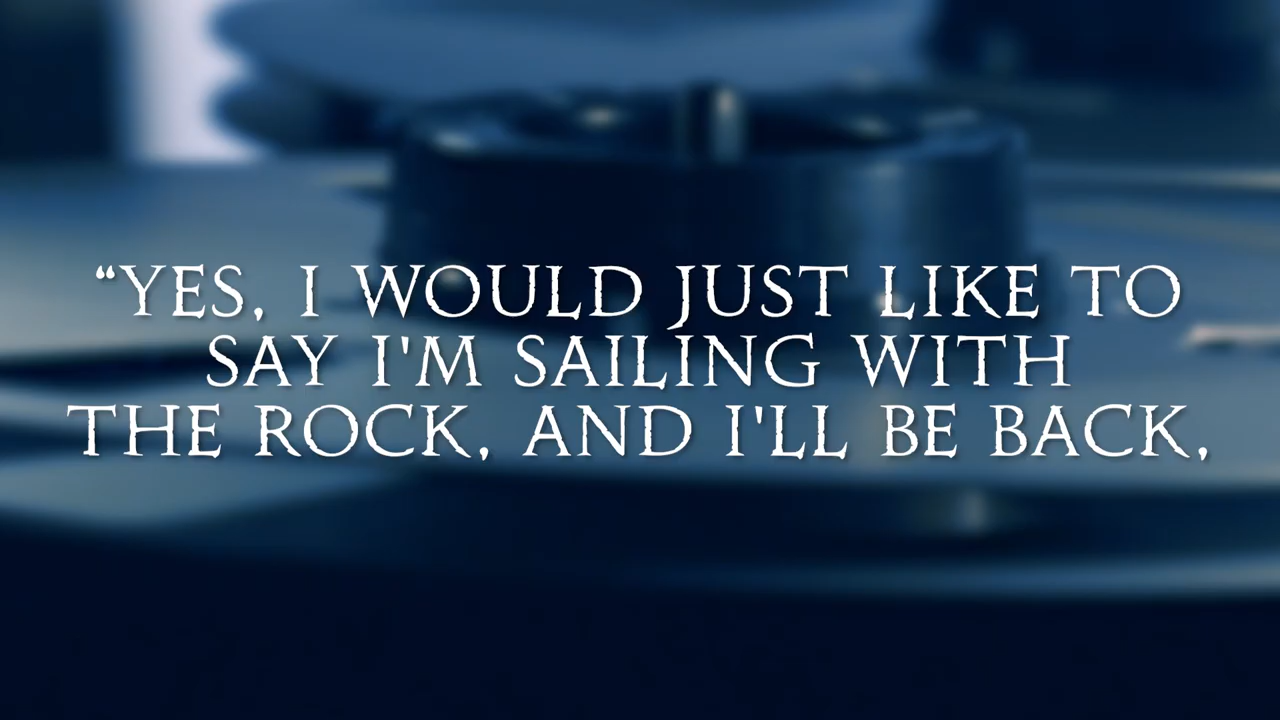 “YES, I WOULD JUST LIKE TO
SAY I'M SAILING WITH
THE ROCK, AND I'LL BE BACK,